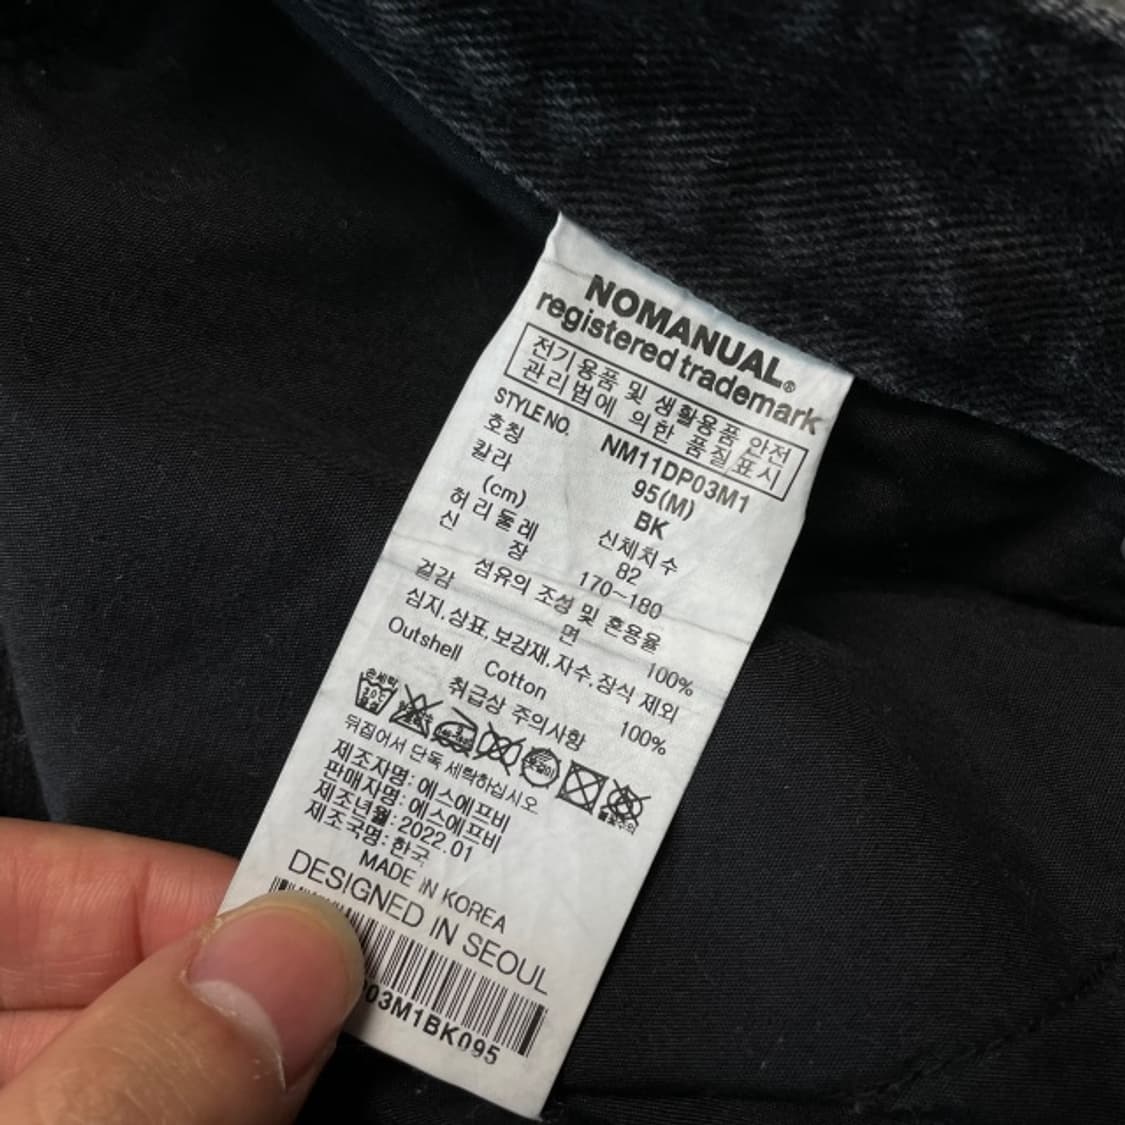 NOMANUAL®
registered trademark
전기용품 및 생활용품 안전
관리법에 의한 품질표시
STYLE NO. NM11DP03M1
호칭 95(M)
칼라 BK
(cm) 신체치수
허리둘레 82
신장 170~180
섬유의 조성 및 혼용율
겉감 면 100%
심지,상표,보강재,자수,장식 제외
Outshell Cotton 100%
취급상 주의사항
손세탁
30℃
중성
뒤집어서 단독 세탁하십시오
제조자명: 에스에프비
판매자명: 에스에프비
제조년월: 2022.01
제조국명: 한국
MADE IN KOREA
DESIGNED IN SEOUL
03M1BK095